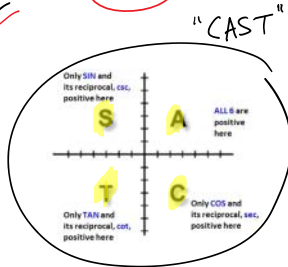 "CAST"
Only SIN and
its reciprocal, csc,
positive here
S
A
ALL 6 are
positive
here
T
C
Only TAN and
its reciprocal, cot,
positive here
Only COS and
its reciprocal, sec,
positive here